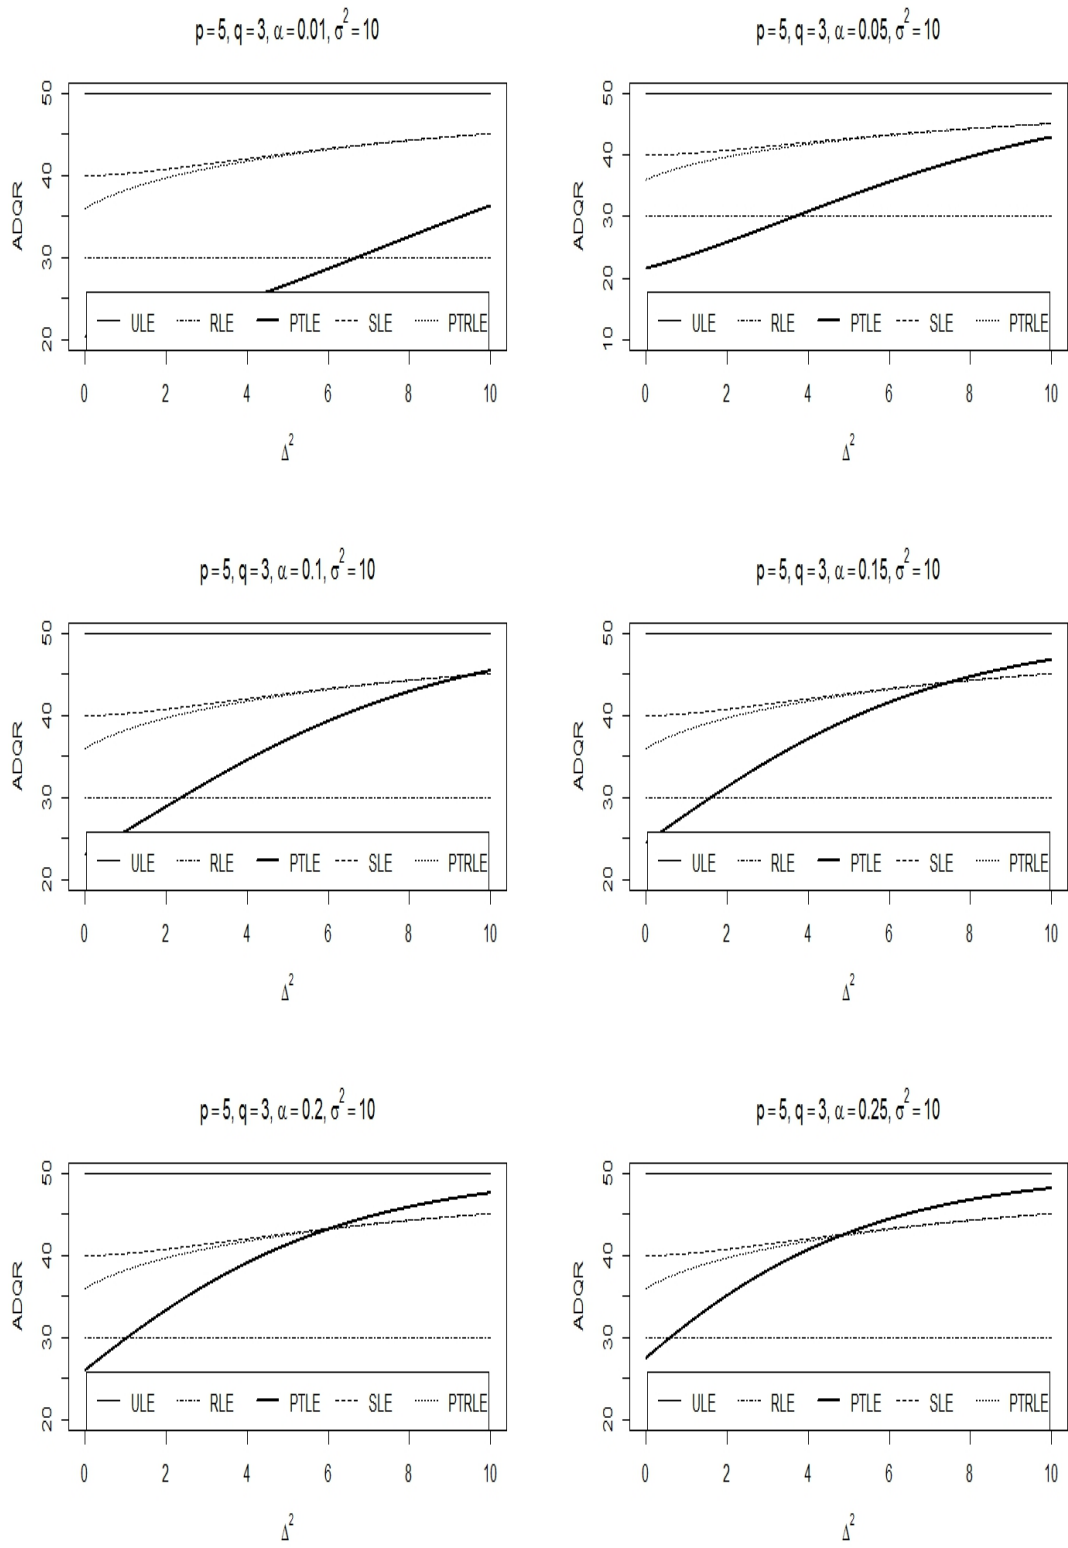 p = 5, q = 3, α = 0.01, σ² = 10
ADQR
50
40
30
20
ULE RLE PTLE SLE PTRLE
0 2 4 6 8 10
Δ²
p = 5, q = 3, α = 0.05, σ² = 10
ADQR
50
40
30
20
10
ULE RLE PTLE SLE PTRLE
0 2 4 6 8 10
Δ²
p = 5, q = 3, α = 0.1, σ² = 10
ADQR
50
40
30
20
ULE RLE PTLE SLE PTRLE
0 2 4 6 8 10
Δ²
p = 5, q = 3, α = 0.15, σ² = 10
ADQR
50
40
30
20
ULE RLE PTLE SLE PTRLE
0 2 4 6 8 10
Δ²
p = 5, q = 3, α = 0.2, σ² = 10
ADQR
50
40
30
20
ULE RLE PTLE SLE PTRLE
0 2 4 6 8 10
Δ²
p = 5, q = 3, α = 0.25, σ² = 10
ADQR
50
40
30
20
ULE RLE PTLE SLE PTRLE
0 2 4 6 8 10
Δ²